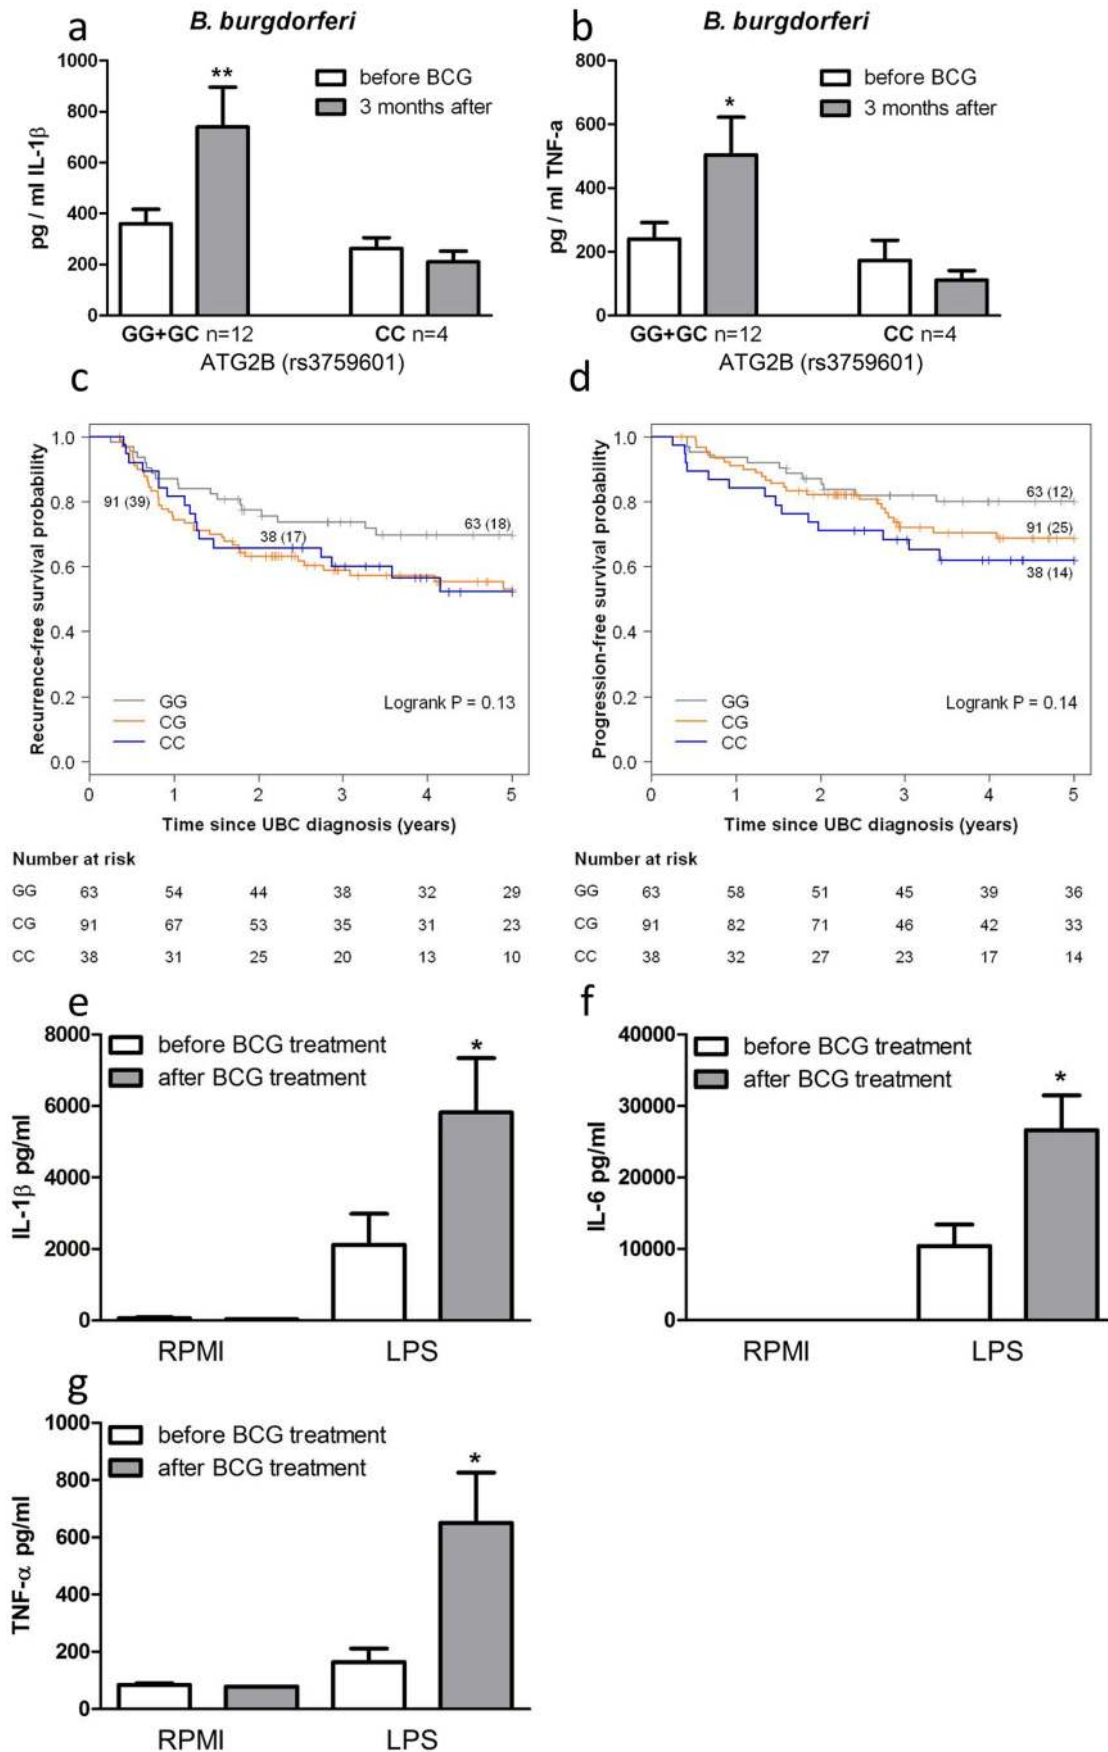 a
B. burgdorferi
1000
800
600
400
200
0
pg / ml IL-1β
**
before BCG
3 months after
GG+GC n=12
CC n=4
ATG2B (rs3759601)
b
B. burgdorferi
800
600
400
200
0
pg / ml TNF-a
*
before BCG
3 months after
GG+GC n=12
CC n=4
ATG2B (rs3759601)
c
Recurrence-free survival probability
1.0
0.8
0.6
0.4
0.2
0.0
91 (39)
38 (17)
63 (18)
GG
CG
CC
Logrank P = 0.13
0 1 2 3 4 5
Time since UBC diagnosis (years)
Number at risk
GG 63 54 44 38 32 29
CG 91 67 53 35 31 23
CC 38 31 25 20 13 10
d
Progression-free survival probability
1.0
0.8
0.6
0.4
0.2
0.0
63 (12)
91 (25)
38 (14)
GG
CG
CC
Logrank P = 0.14
0 1 2 3 4 5
Time since UBC diagnosis (years)
Number at risk
GG 63 58 51 45 39 36
CG 91 82 71 46 42 33
CC 38 32 27 23 17 14
e
8000
6000
4000
2000
0
IL-1β pg/ml
before BCG treatment
after BCG treatment
*
RPMI
LPS
f
40000
30000
20000
10000
0
IL-6 pg/ml
before BCG treatment
after BCG treatment
*
RPMI
LPS
g
1000
800
600
400
200
0
TNF-α pg/ml
before BCG treatment
after BCG treatment
*
RPMI
LPS